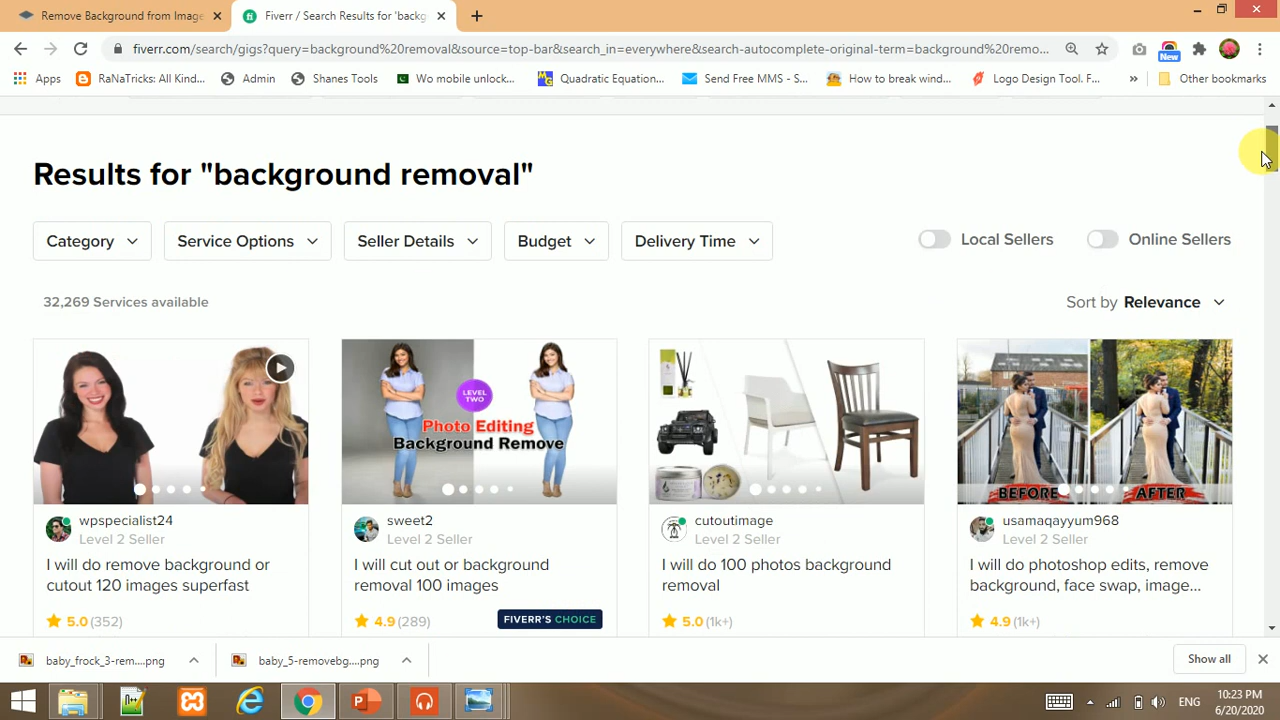 Remove Background from Image
Fiverr / Search Results for 'backg
fiverr.com/search/gigs?query=background%20removal&source=top-bar&search_in=everywhere&search-autocomplete-original-term=background%20remo...
New
Apps
RaNaTricks: All Kind...
Admin
Shanes Tools
Wo mobile unlock...
Quadratic Equation...
Send Free MMS - S...
How to break wind...
Logo Design Tool. F...
»
Other bookmarks
Results for "background removal"
Category
Service Options
Seller Details
Budget
Delivery Time
Local Sellers
Online Sellers
32,269 Services available
Sort by Relevance
LEVEL
TWO
Photo Editing
Background Remove
BEFORE
AFTER
wpspecialist24
Level 2 Seller
I will do remove background or
cutout 120 images superfast
5.0 (352)
sweet2
Level 2 Seller
I will cut out or background
removal 100 images
4.9 (289)
FIVERR'S CHOICE
cutoutimage
Level 2 Seller
I will do 100 photos background
removal
5.0 (1k+)
usamaqayyum968
Level 2 Seller
I will do photoshop edits, remove
background, face swap, image...
4.9 (1k+)
baby_frock_3-rem....png
baby_5-removebg....png
Show all
ENG
10:23 PM
6/20/2020